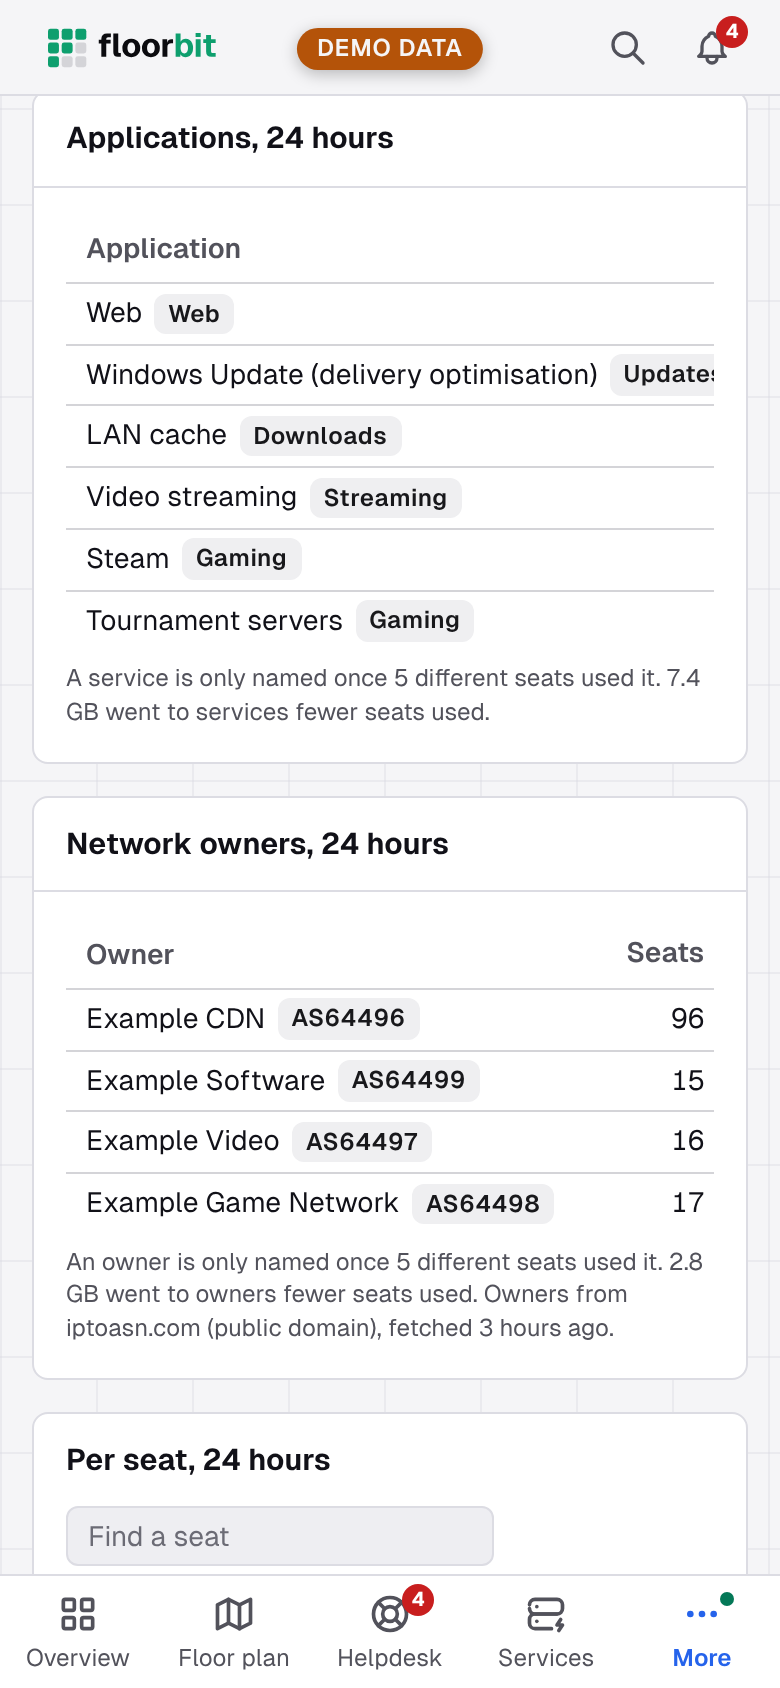 floorbit
DEMO DATA
4
Applications, 24 hours
Application
Web Web
Windows Update (delivery optimisation) Updates
LAN cache Downloads
Video streaming Streaming
Steam Gaming
Tournament servers Gaming
A service is only named once 5 different seats used it. 7.4
GB went to services fewer seats used.
Network owners, 24 hours
Owner Seats
Example CDN AS64496 96
Example Software AS64499 15
Example Video AS64497 16
Example Game Network AS64498 17
An owner is only named once 5 different seats used it. 2.8
GB went to owners fewer seats used. Owners from
iptoasn.com (public domain), fetched 3 hours ago.
Per seat, 24 hours
Find a seat
4
Overview Floor plan Helpdesk Services More